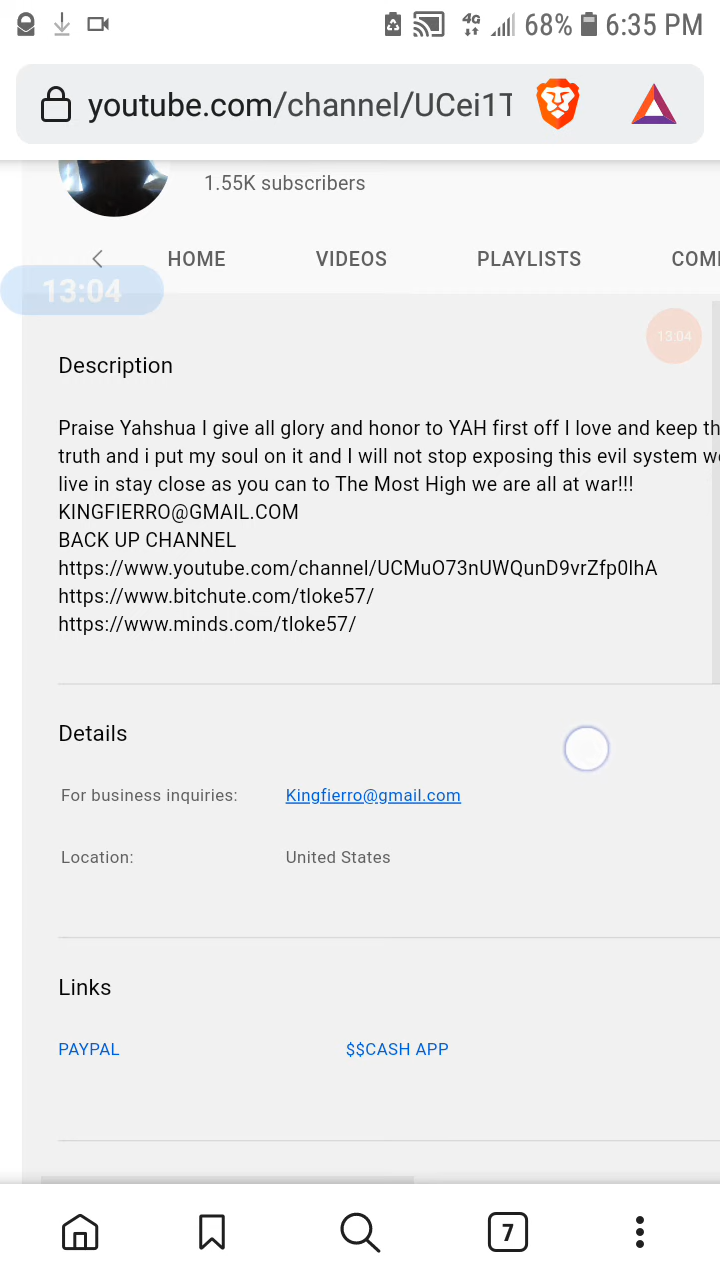 4G 68% 6:35 PM
youtube.com/channel/UCei1T
1.55K subscribers
HOME VIDEOS PLAYLISTS COM
13:04
13:04
Description
Praise Yahshua I give all glory and honor to YAH first off I love and keep th
truth and i put my soul on it and I will not stop exposing this evil system we
live in stay close as you can to The Most High we are all at war!!!
KINGFIERRO@GMAIL.COM
BACK UP CHANNEL
https://www.youtube.com/channel/UCMuO73nUWQunD9vrZfp0lhA
https://www.bitchute.com/tloke57/
https://www.minds.com/tloke57/
Details
For business inquiries: Kingfierro@gmail.com
Location: United States
Links
PAYPAL $$CASH APP
7